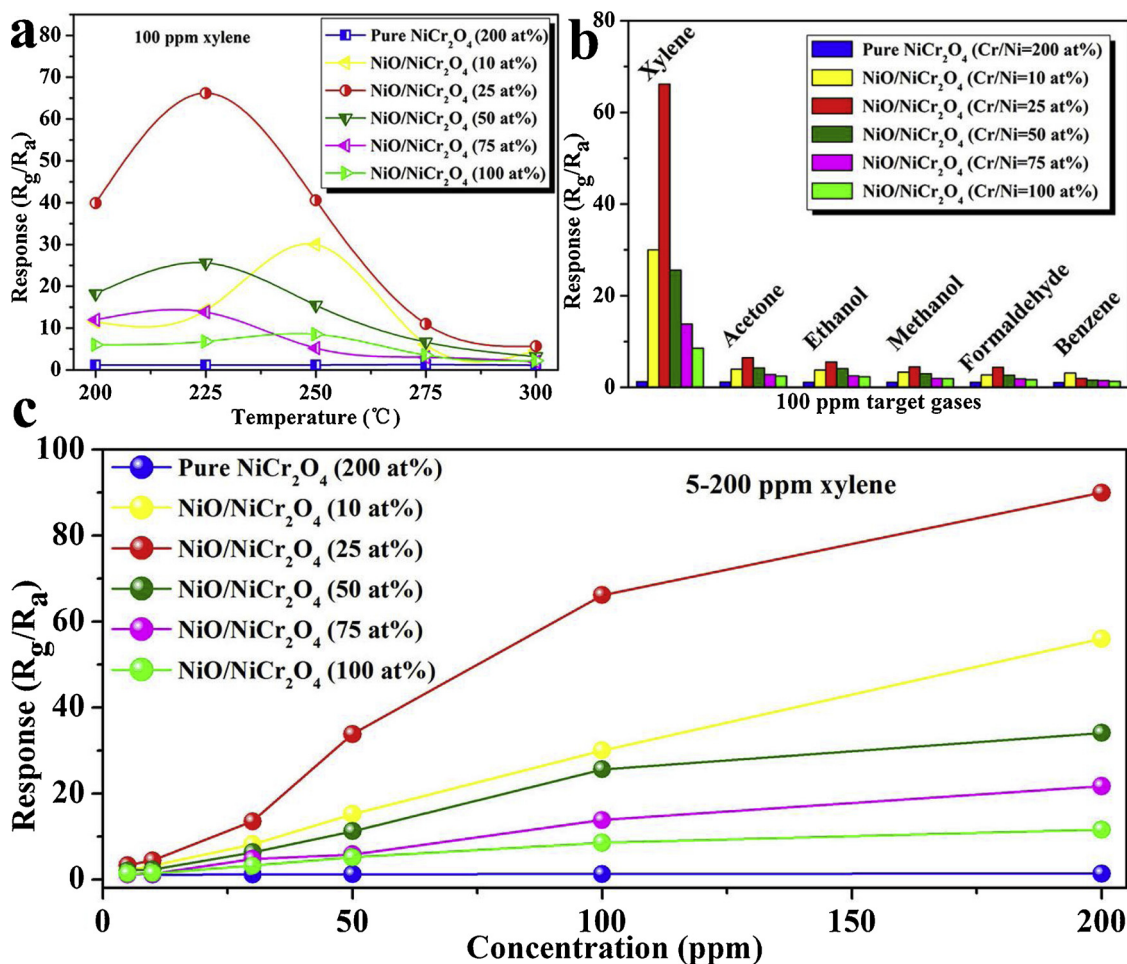 a
100 ppm xylene
Pure NiCr₂O₄ (200 at%)
NiO/NiCr₂O₄ (10 at%)
NiO/NiCr₂O₄ (25 at%)
NiO/NiCr₂O₄ (50 at%)
NiO/NiCr₂O₄ (75 at%)
NiO/NiCr₂O₄ (100 at%)
Response (Rg/Ra)
80
70
60
50
40
30
20
10
0
200 225 250 275 300
Temperature (℃)
b
Pure NiCr₂O₄ (Cr/Ni=200 at%)
NiO/NiCr₂O₄ (Cr/Ni=10 at%)
NiO/NiCr₂O₄ (Cr/Ni=25 at%)
NiO/NiCr₂O₄ (Cr/Ni=50 at%)
NiO/NiCr₂O₄ (Cr/Ni=75 at%)
NiO/NiCr₂O₄ (Cr/Ni=100 at%)
Response (Rg/Ra)
80
60
40
20
0
Xylene
Acetone
Ethanol
Methanol
Formaldehyde
Benzene
100 ppm target gases
c
Pure NiCr₂O₄ (200 at%)
NiO/NiCr₂O₄ (10 at%)
NiO/NiCr₂O₄ (25 at%)
NiO/NiCr₂O₄ (50 at%)
NiO/NiCr₂O₄ (75 at%)
NiO/NiCr₂O₄ (100 at%)
5-200 ppm xylene
Response (Rg/Ra)
100
80
60
40
20
0
0 50 100 150 200
Concentration (ppm)